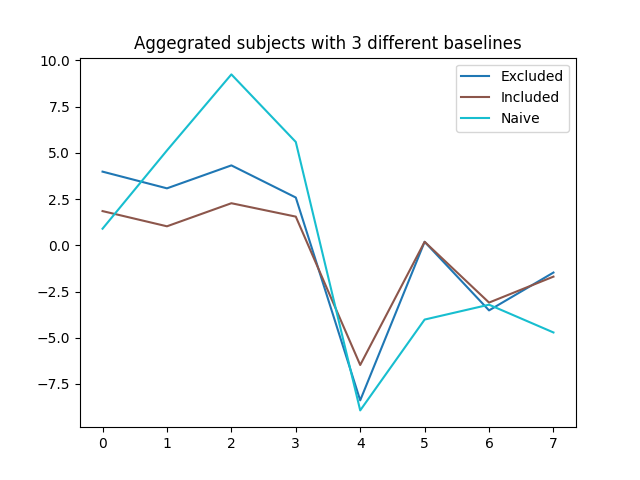 Aggegrated subjects with 3 different baselines
10.0
7.5
5.0
2.5
0.0
−2.5
−5.0
−7.5
Excluded
Included
Naive
0 1 2 3 4 5 6 7